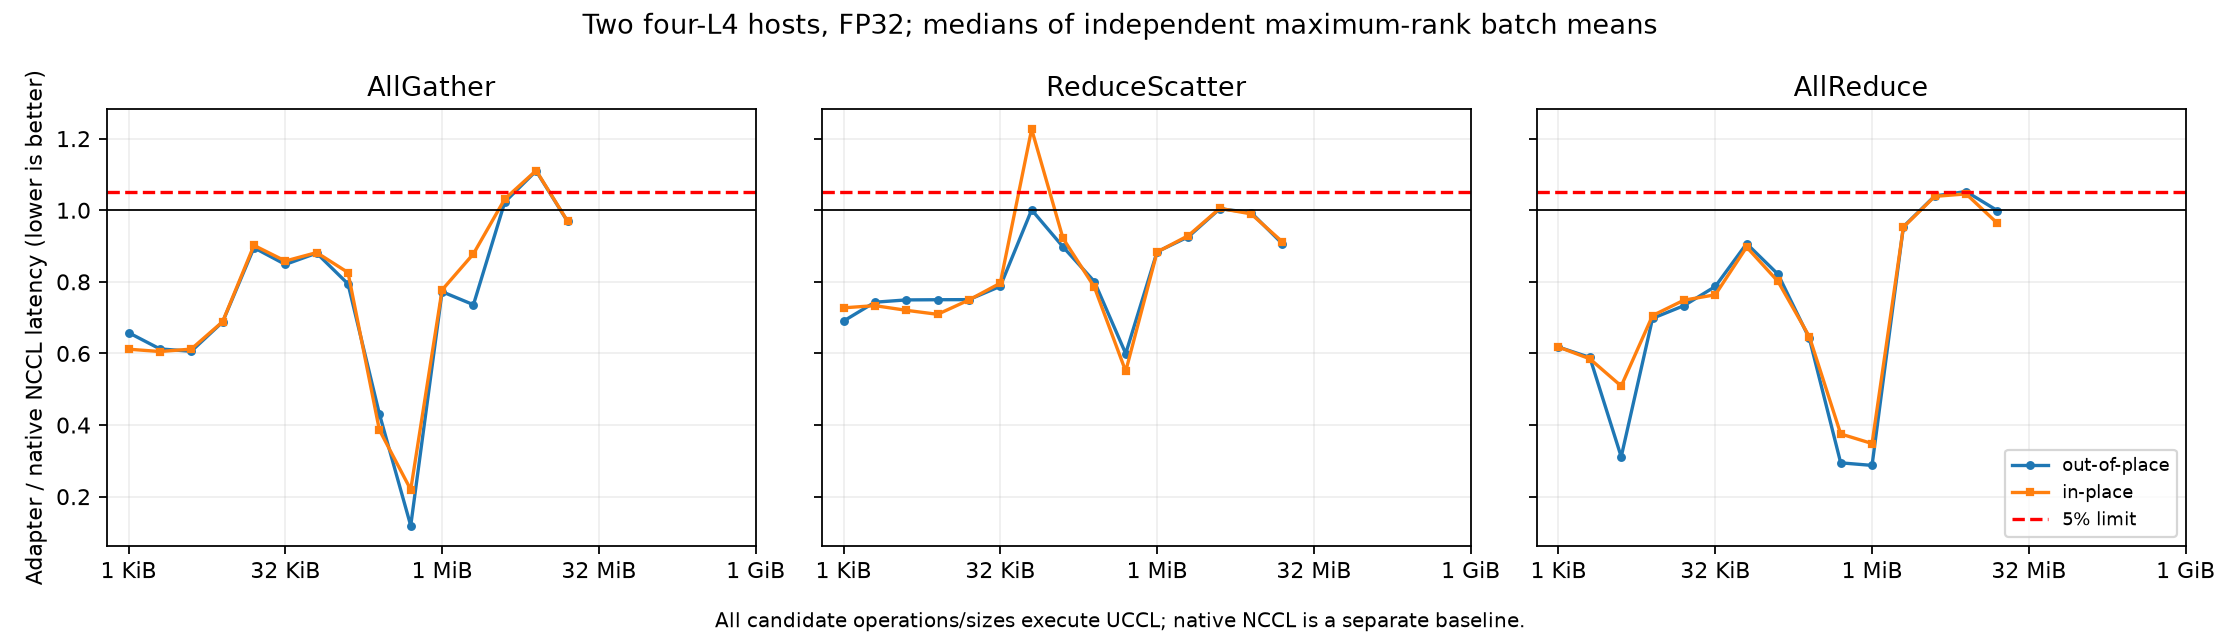 Two four-L4 hosts, FP32; medians of independent maximum-rank batch means
Adapter / native NCCL latency (lower is better)
AllGather
1.2
1.0
0.8
0.6
0.4
0.2
1 KiB
32 KiB
1 MiB
32 MiB
1 GiB
ReduceScatter
1 KiB
32 KiB
1 MiB
32 MiB
1 GiB
AllReduce
out-of-place
in-place
5% limit
1 KiB
32 KiB
1 MiB
32 MiB
1 GiB
All candidate operations/sizes execute UCCL; native NCCL is a separate baseline.